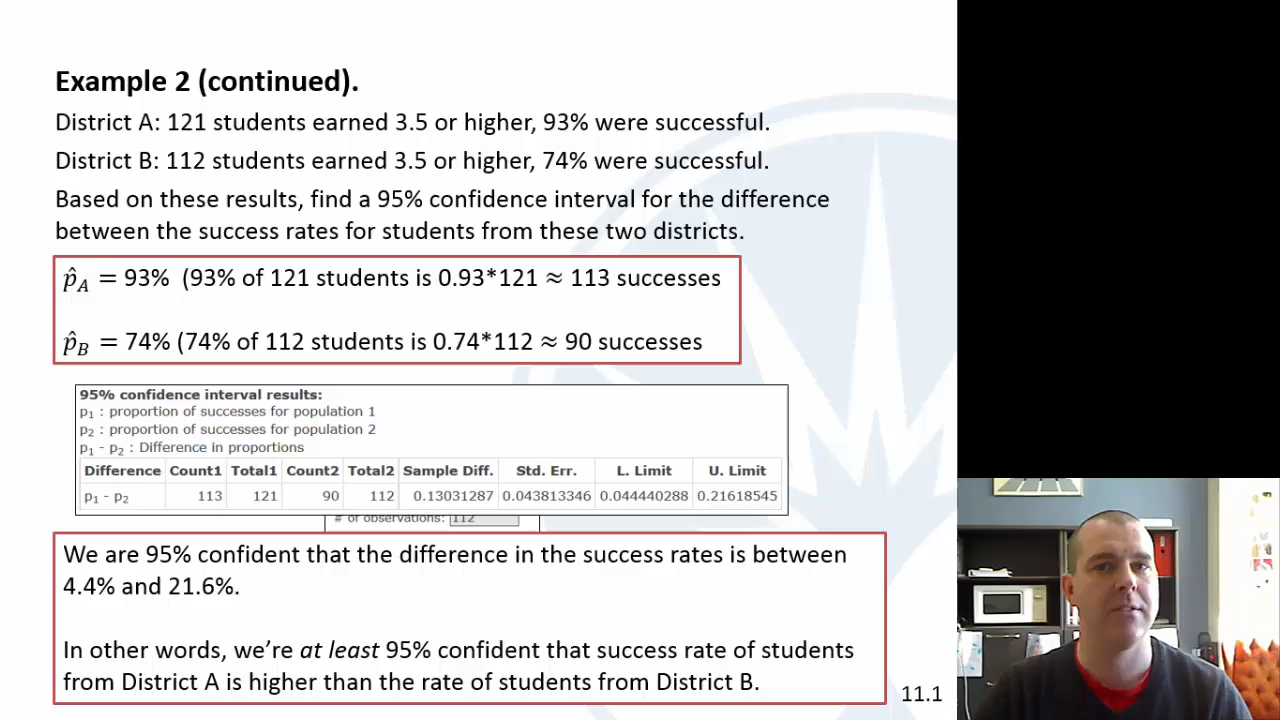 Example 2 (continued).
District A: 121 students earned 3.5 or higher, 93% were successful.
District B: 112 students earned 3.5 or higher, 74% were successful.
Based on these results, find a 95% confidence interval for the difference
between the success rates for students from these two districts.
p̂_A = 93% (93% of 121 students is 0.93*121 ≈ 113 successes
p̂_B = 74% (74% of 112 students is 0.74*112 ≈ 90 successes
95% confidence interval results:
p₁ : proportion of successes for population 1
p₂ : proportion of successes for population 2
p₁ - p₂ : Difference in proportions
Difference Count1 Total1 Count2 Total2 Sample Diff. Std. Err. L. Limit U. Limit
p₁ - p₂ 113 121 90 112 0.13031287 0.043813346 0.044440288 0.21618545
# of observations: 112
We are 95% confident that the difference in the success rates is between
4.4% and 21.6%.
In other words, we're at least 95% confident that success rate of students
from District A is higher than the rate of students from District B.
11.1